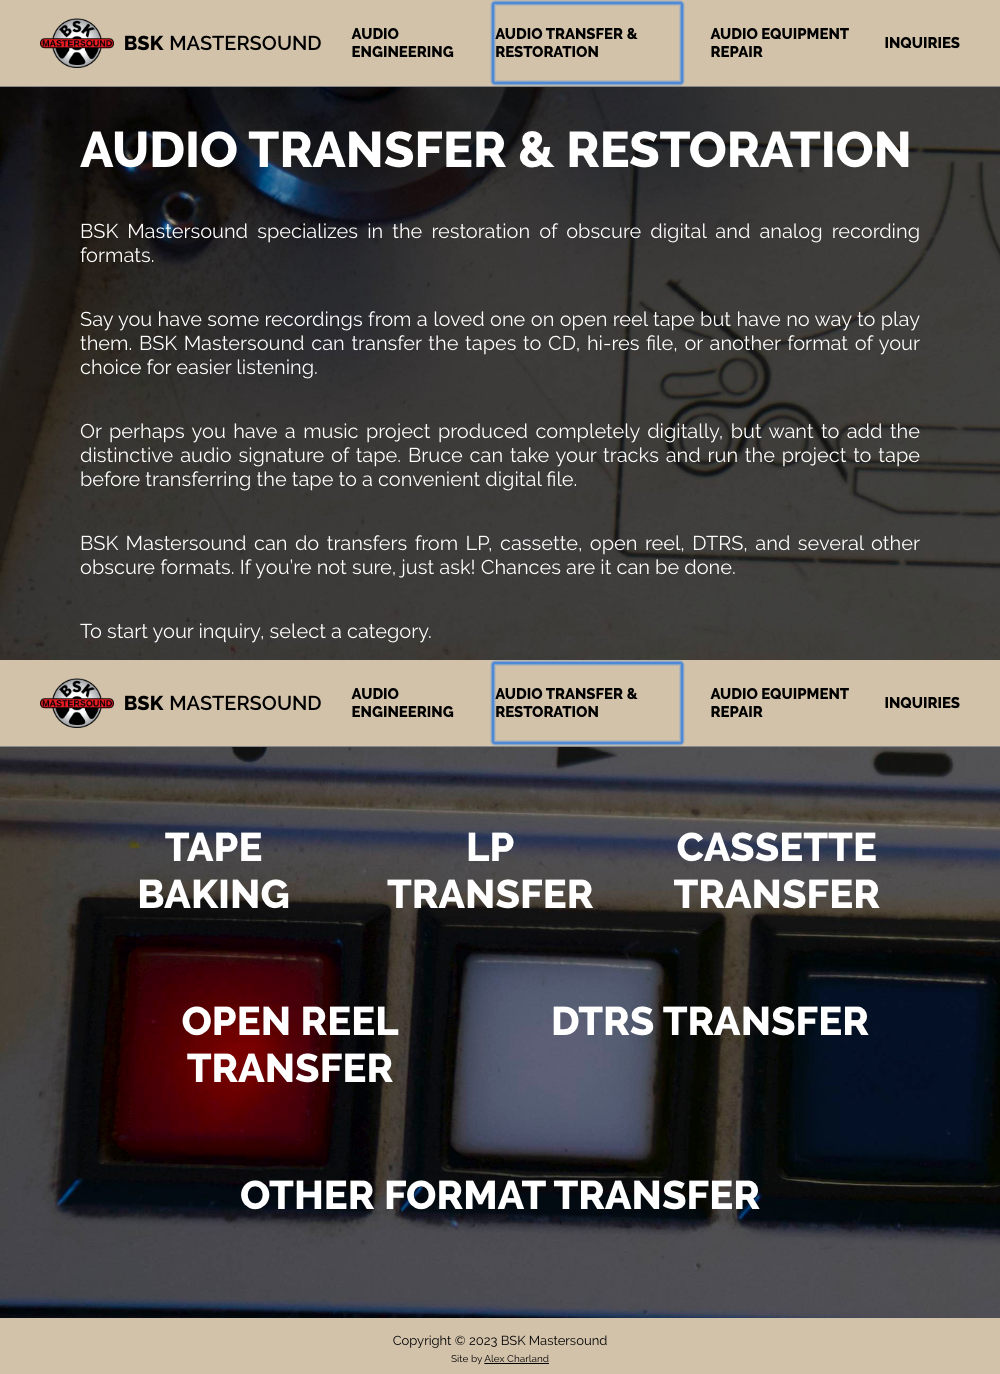 BSK
MASTERSOUND
BSK MASTERSOUND
AUDIO
ENGINEERING
AUDIO TRANSFER &
RESTORATION
AUDIO EQUIPMENT
REPAIR
INQUIRIES
AUDIO TRANSFER & RESTORATION
BSK Mastersound specializes in the restoration of obscure digital and analog recording
formats.
Say you have some recordings from a loved one on open reel tape but have no way to play
them. BSK Mastersound can transfer the tapes to CD, hi-res file, or another format of your
choice for easier listening.
Or perhaps you have a music project produced completely digitally, but want to add the
distinctive audio signature of tape. Bruce can take your tracks and run the project to tape
before transferring the tape to a convenient digital file.
BSK Mastersound can do transfers from LP, cassette, open reel, DTRS, and several other
obscure formats. If you're not sure, just ask! Chances are it can be done.
To start your inquiry, select a category.
BSK
MASTERSOUND
BSK MASTERSOUND
AUDIO
ENGINEERING
AUDIO TRANSFER &
RESTORATION
AUDIO EQUIPMENT
REPAIR
INQUIRIES
TAPE
BAKING
LP
TRANSFER
CASSETTE
TRANSFER
OPEN REEL
TRANSFER
DTRS TRANSFER
OTHER FORMAT TRANSFER
Copyright © 2023 BSK Mastersound
Site by Alex Charland